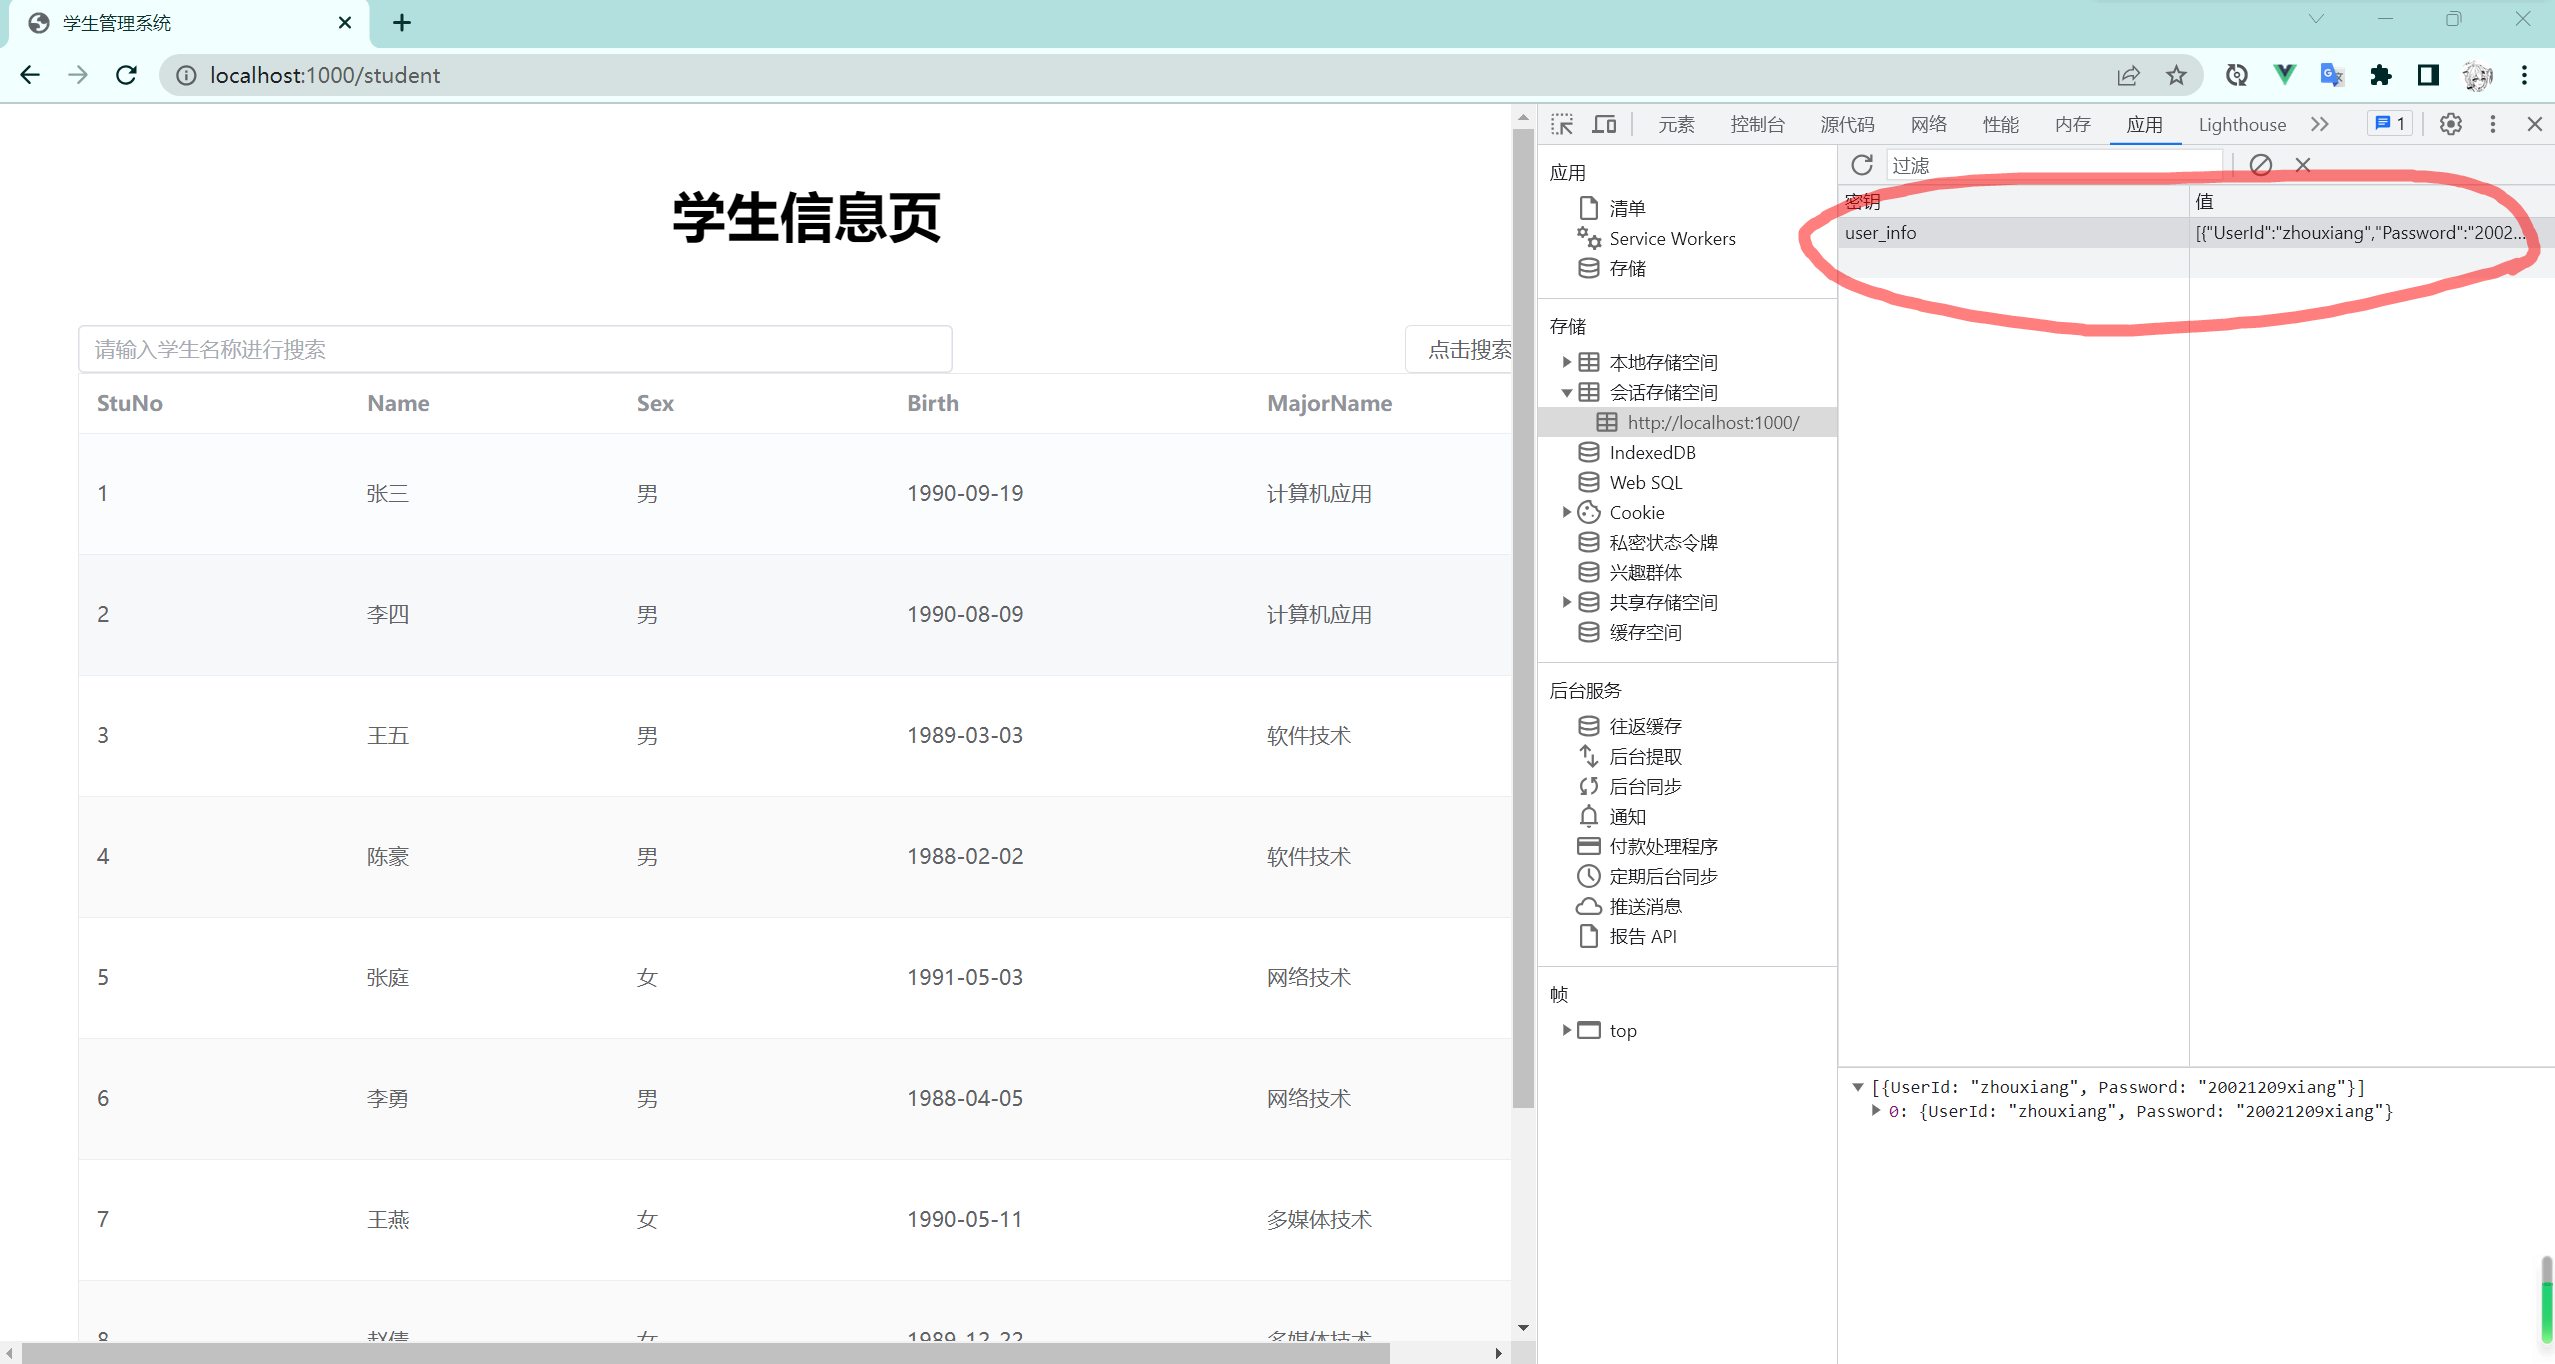 学生管理系统
localhost:1000/student
学生信息页
请输入学生名称进行搜索
点击搜索
StuNo Name Sex Birth MajorName
1 张三 男 1990-09-19 计算机应用
2 李四 男 1990-08-09 计算机应用
3 王五 男 1989-03-03 软件技术
4 陈豪 男 1988-02-02 软件技术
5 张庭 女 1991-05-03 网络技术
6 李勇 男 1988-04-05 网络技术
7 王燕 女 1990-05-11 多媒体技术
8 赵倩 女 1989-12-22 多媒体技术
元素 控制台 源代码 网络 性能 内存 应用 Lighthouse 1
应用
清单
Service Workers
存储
存储
本地存储空间
会话存储空间
http://localhost:1000/
IndexedDB
Web SQL
Cookie
私密状态令牌
兴趣群体
共享存储空间
缓存空间
后台服务
往返缓存
后台提取
后台同步
通知
付款处理程序
定期后台同步
推送消息
报告 API
帧
top
过滤
密钥 值
user_info [{"UserId":"zhouxiang","Password":"2002...
[{UserId: "zhouxiang", Password: "20021209xiang"}]
0: {UserId: "zhouxiang", Password: "20021209xiang"}